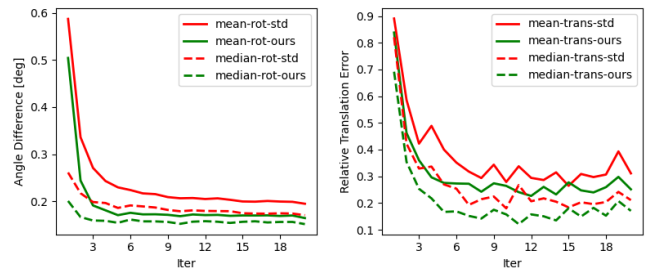 0.6
0.5
0.4
0.3
0.2
Angle Difference [deg]
mean-rot-std
mean-rot-ours
median-rot-std
median-rot-ours
3 6 9 12 15 18
Iter
0.9
0.8
0.7
0.6
0.5
0.4
0.3
0.2
0.1
Relative Translation Error
mean-trans-std
mean-trans-ours
median-trans-std
median-trans-ours
3 6 9 12 15 18
Iter